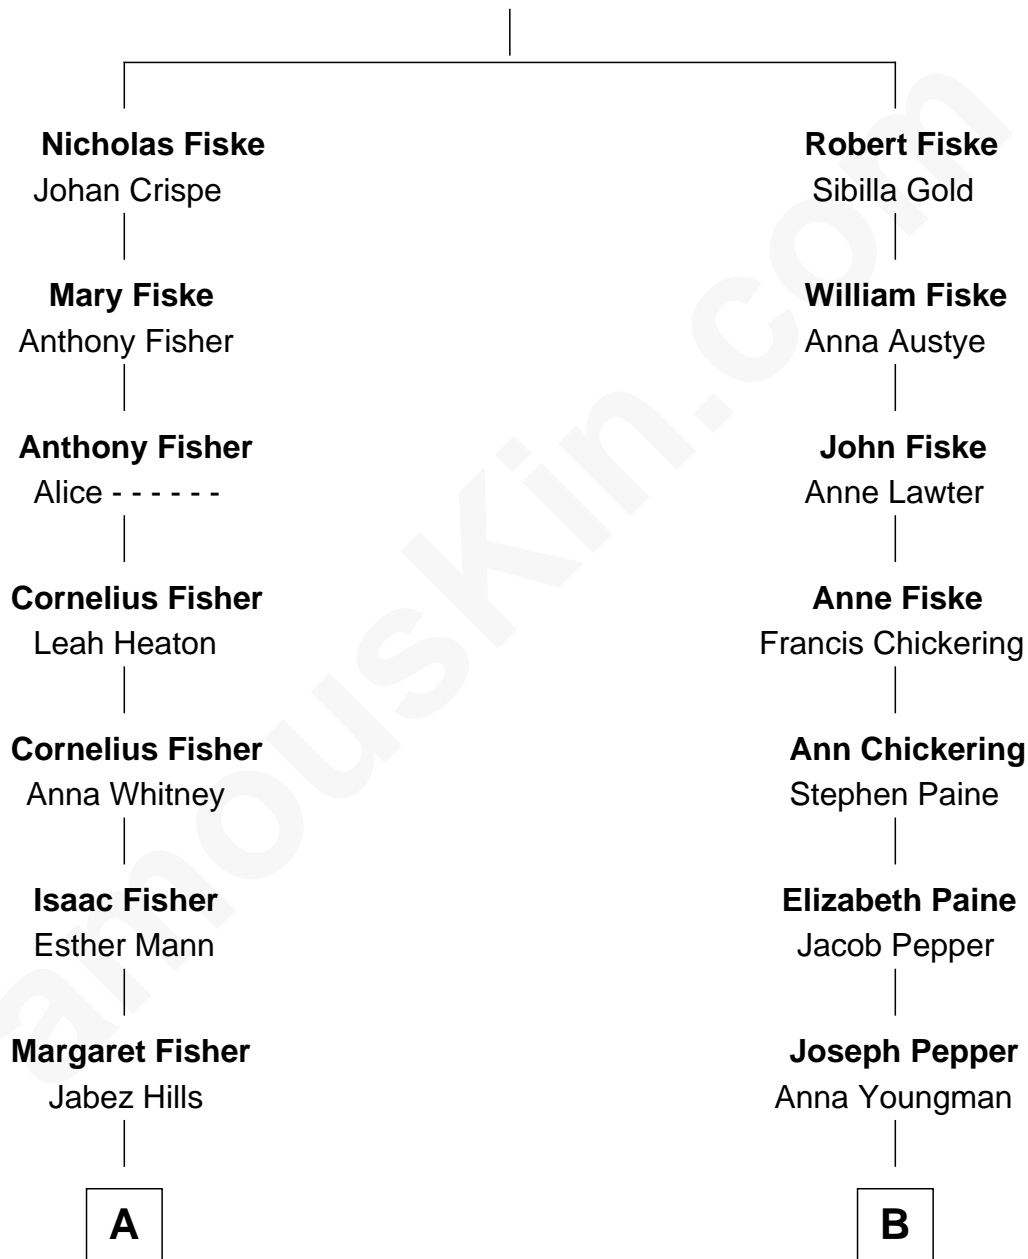 Nicholas Fiske
Johan Crispe
Mary Fiske
Anthony Fisher
Anthony Fisher
Alice - - - - - -
Cornelius Fisher
Leah Heaton
Cornelius Fisher
Anna Whitney
Isaac Fisher
Esther Mann
Margaret Fisher
Jabez Hills
A
Robert Fiske
Sibilla Gold
William Fiske
Anna Austye
John Fiske
Anne Lawter
Anne Fiske
Francis Chickering
Ann Chickering
Stephen Paine
Elizabeth Paine
Jacob Pepper
Joseph Pepper
Anna Youngman
B
amouskin.com